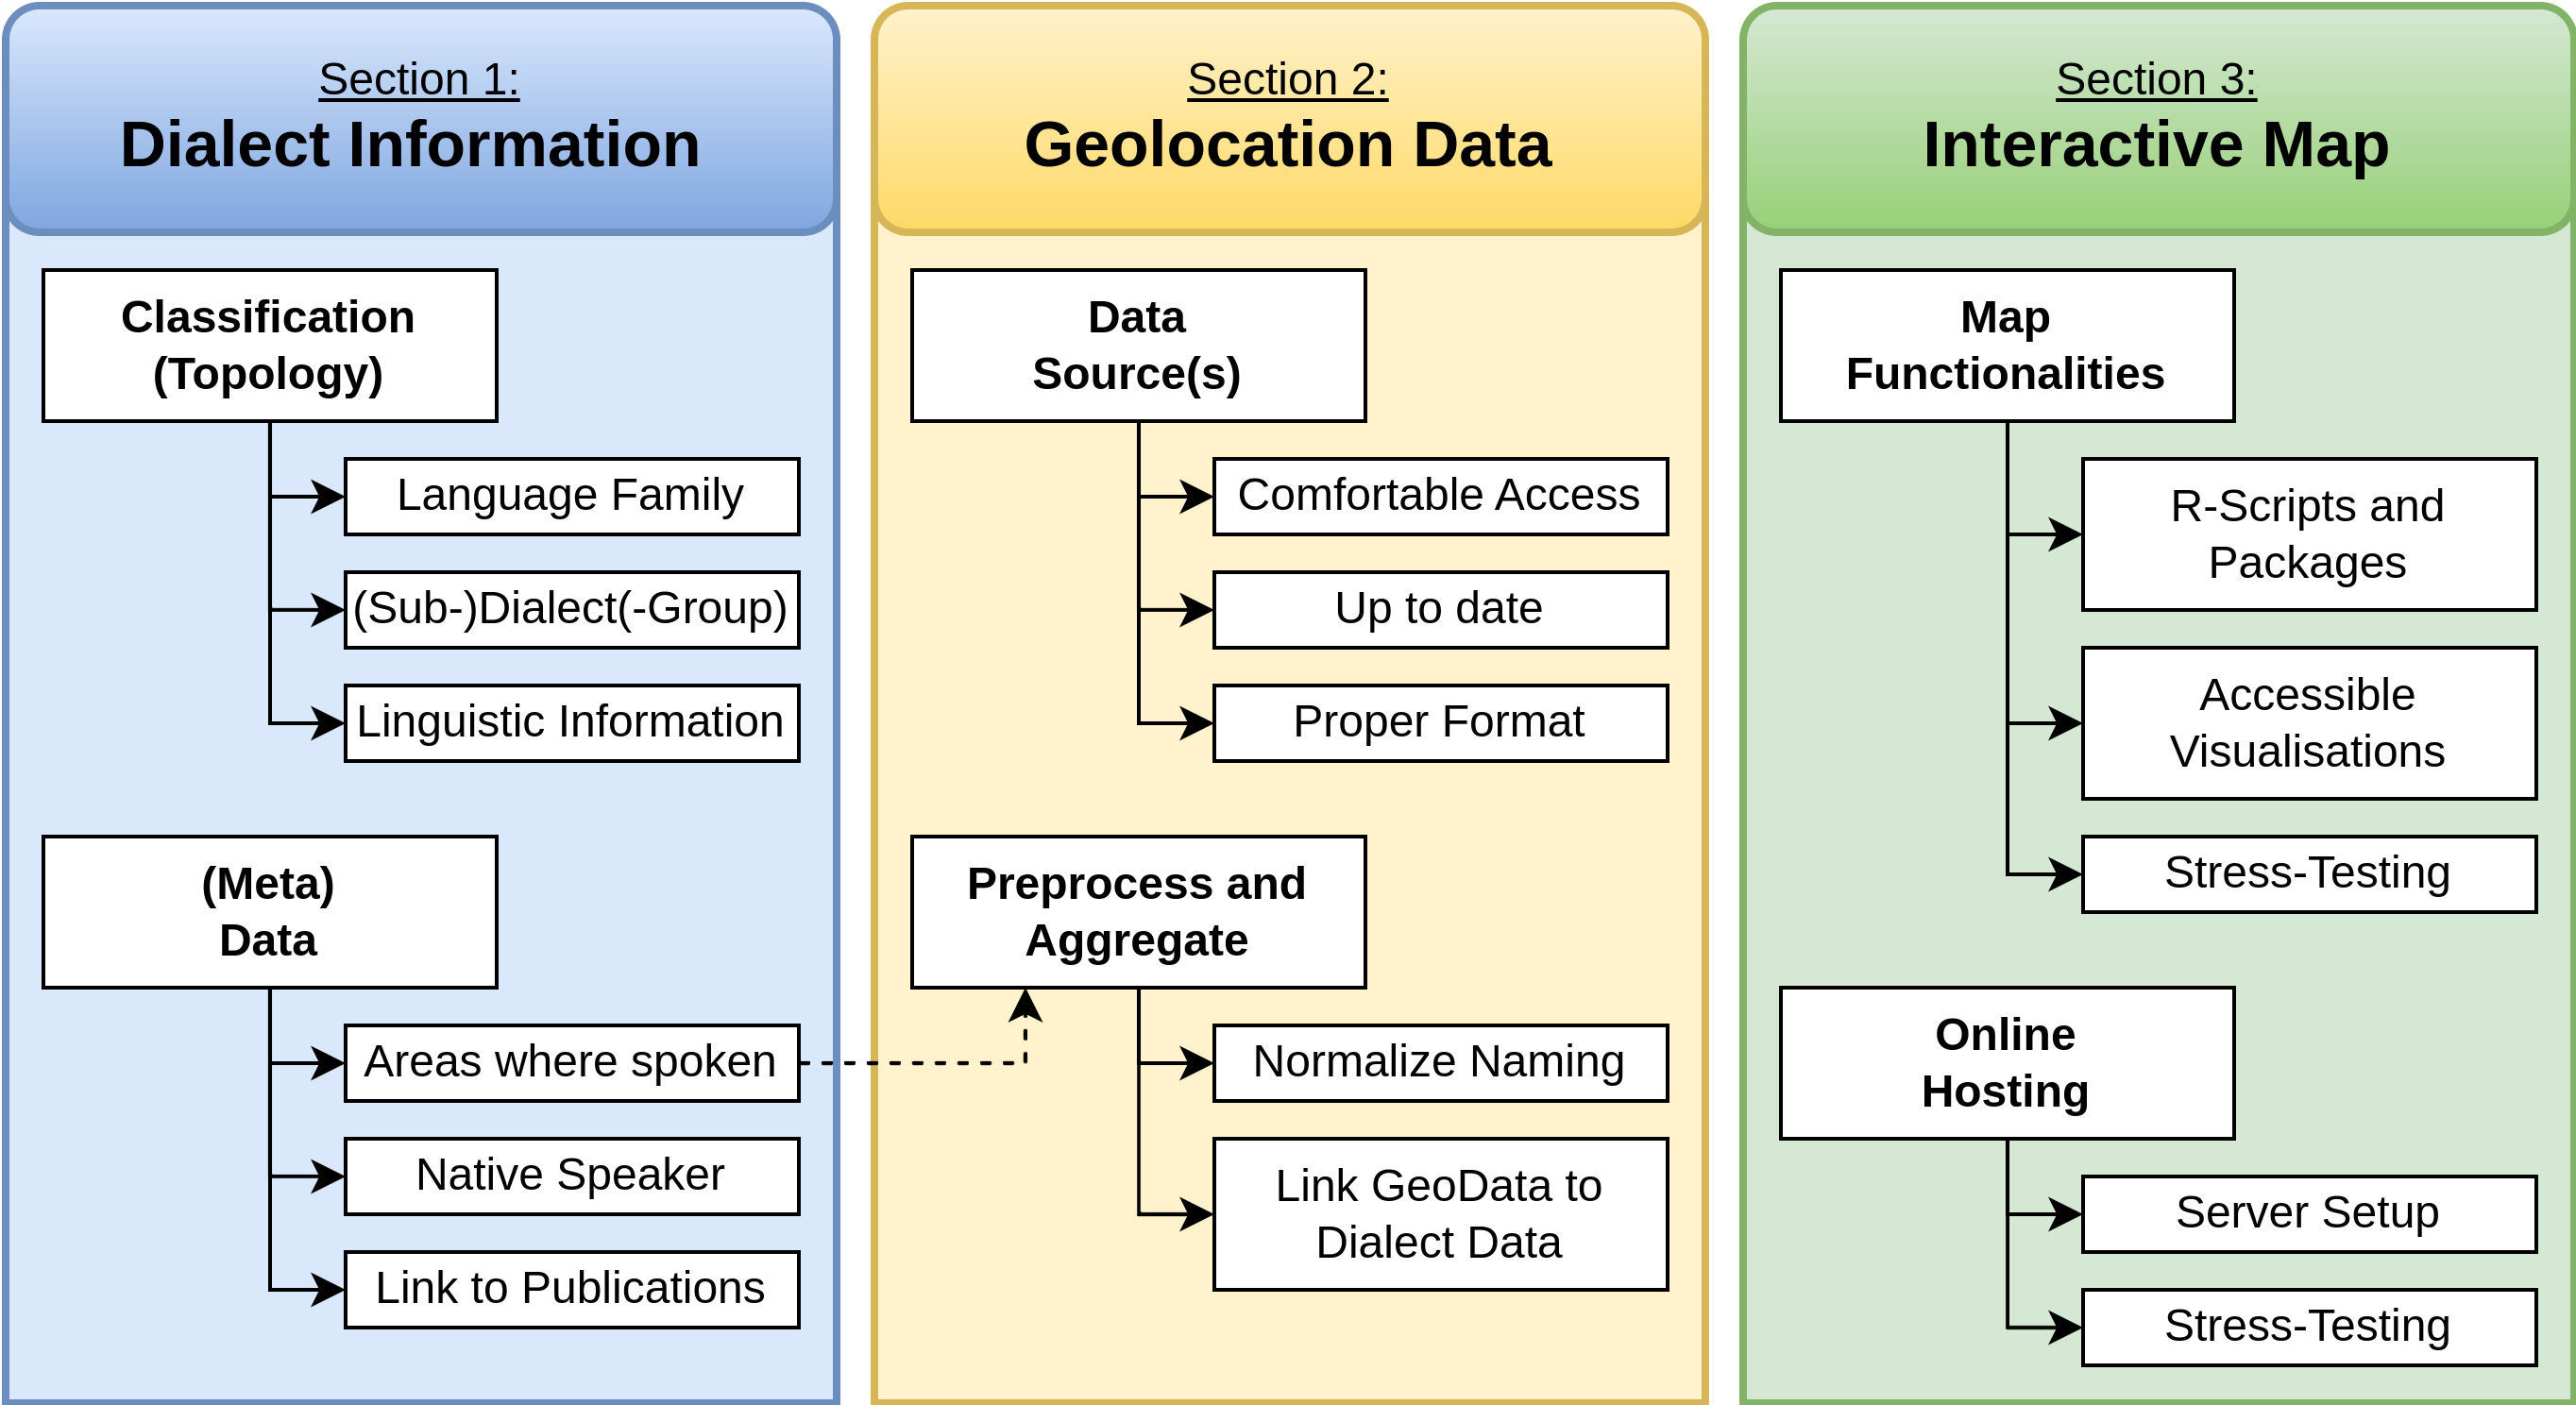 Section 1:
Dialect Information
Classification
(Topology)
Language Family
(Sub-)Dialect(-Group)
Linguistic Information
(Meta)
Data
Areas where spoken
Native Speaker
Link to Publications
Section 2:
Geolocation Data
Data
Source(s)
Comfortable Access
Up to date
Proper Format
Preprocess and
Aggregate
Normalize Naming
Link GeoData to
Dialect Data
Section 3:
Interactive Map
Map
Functionalities
R-Scripts and
Packages
Accessible
Visualisations
Stress-Testing
Online
Hosting
Server Setup
Stress-Testing